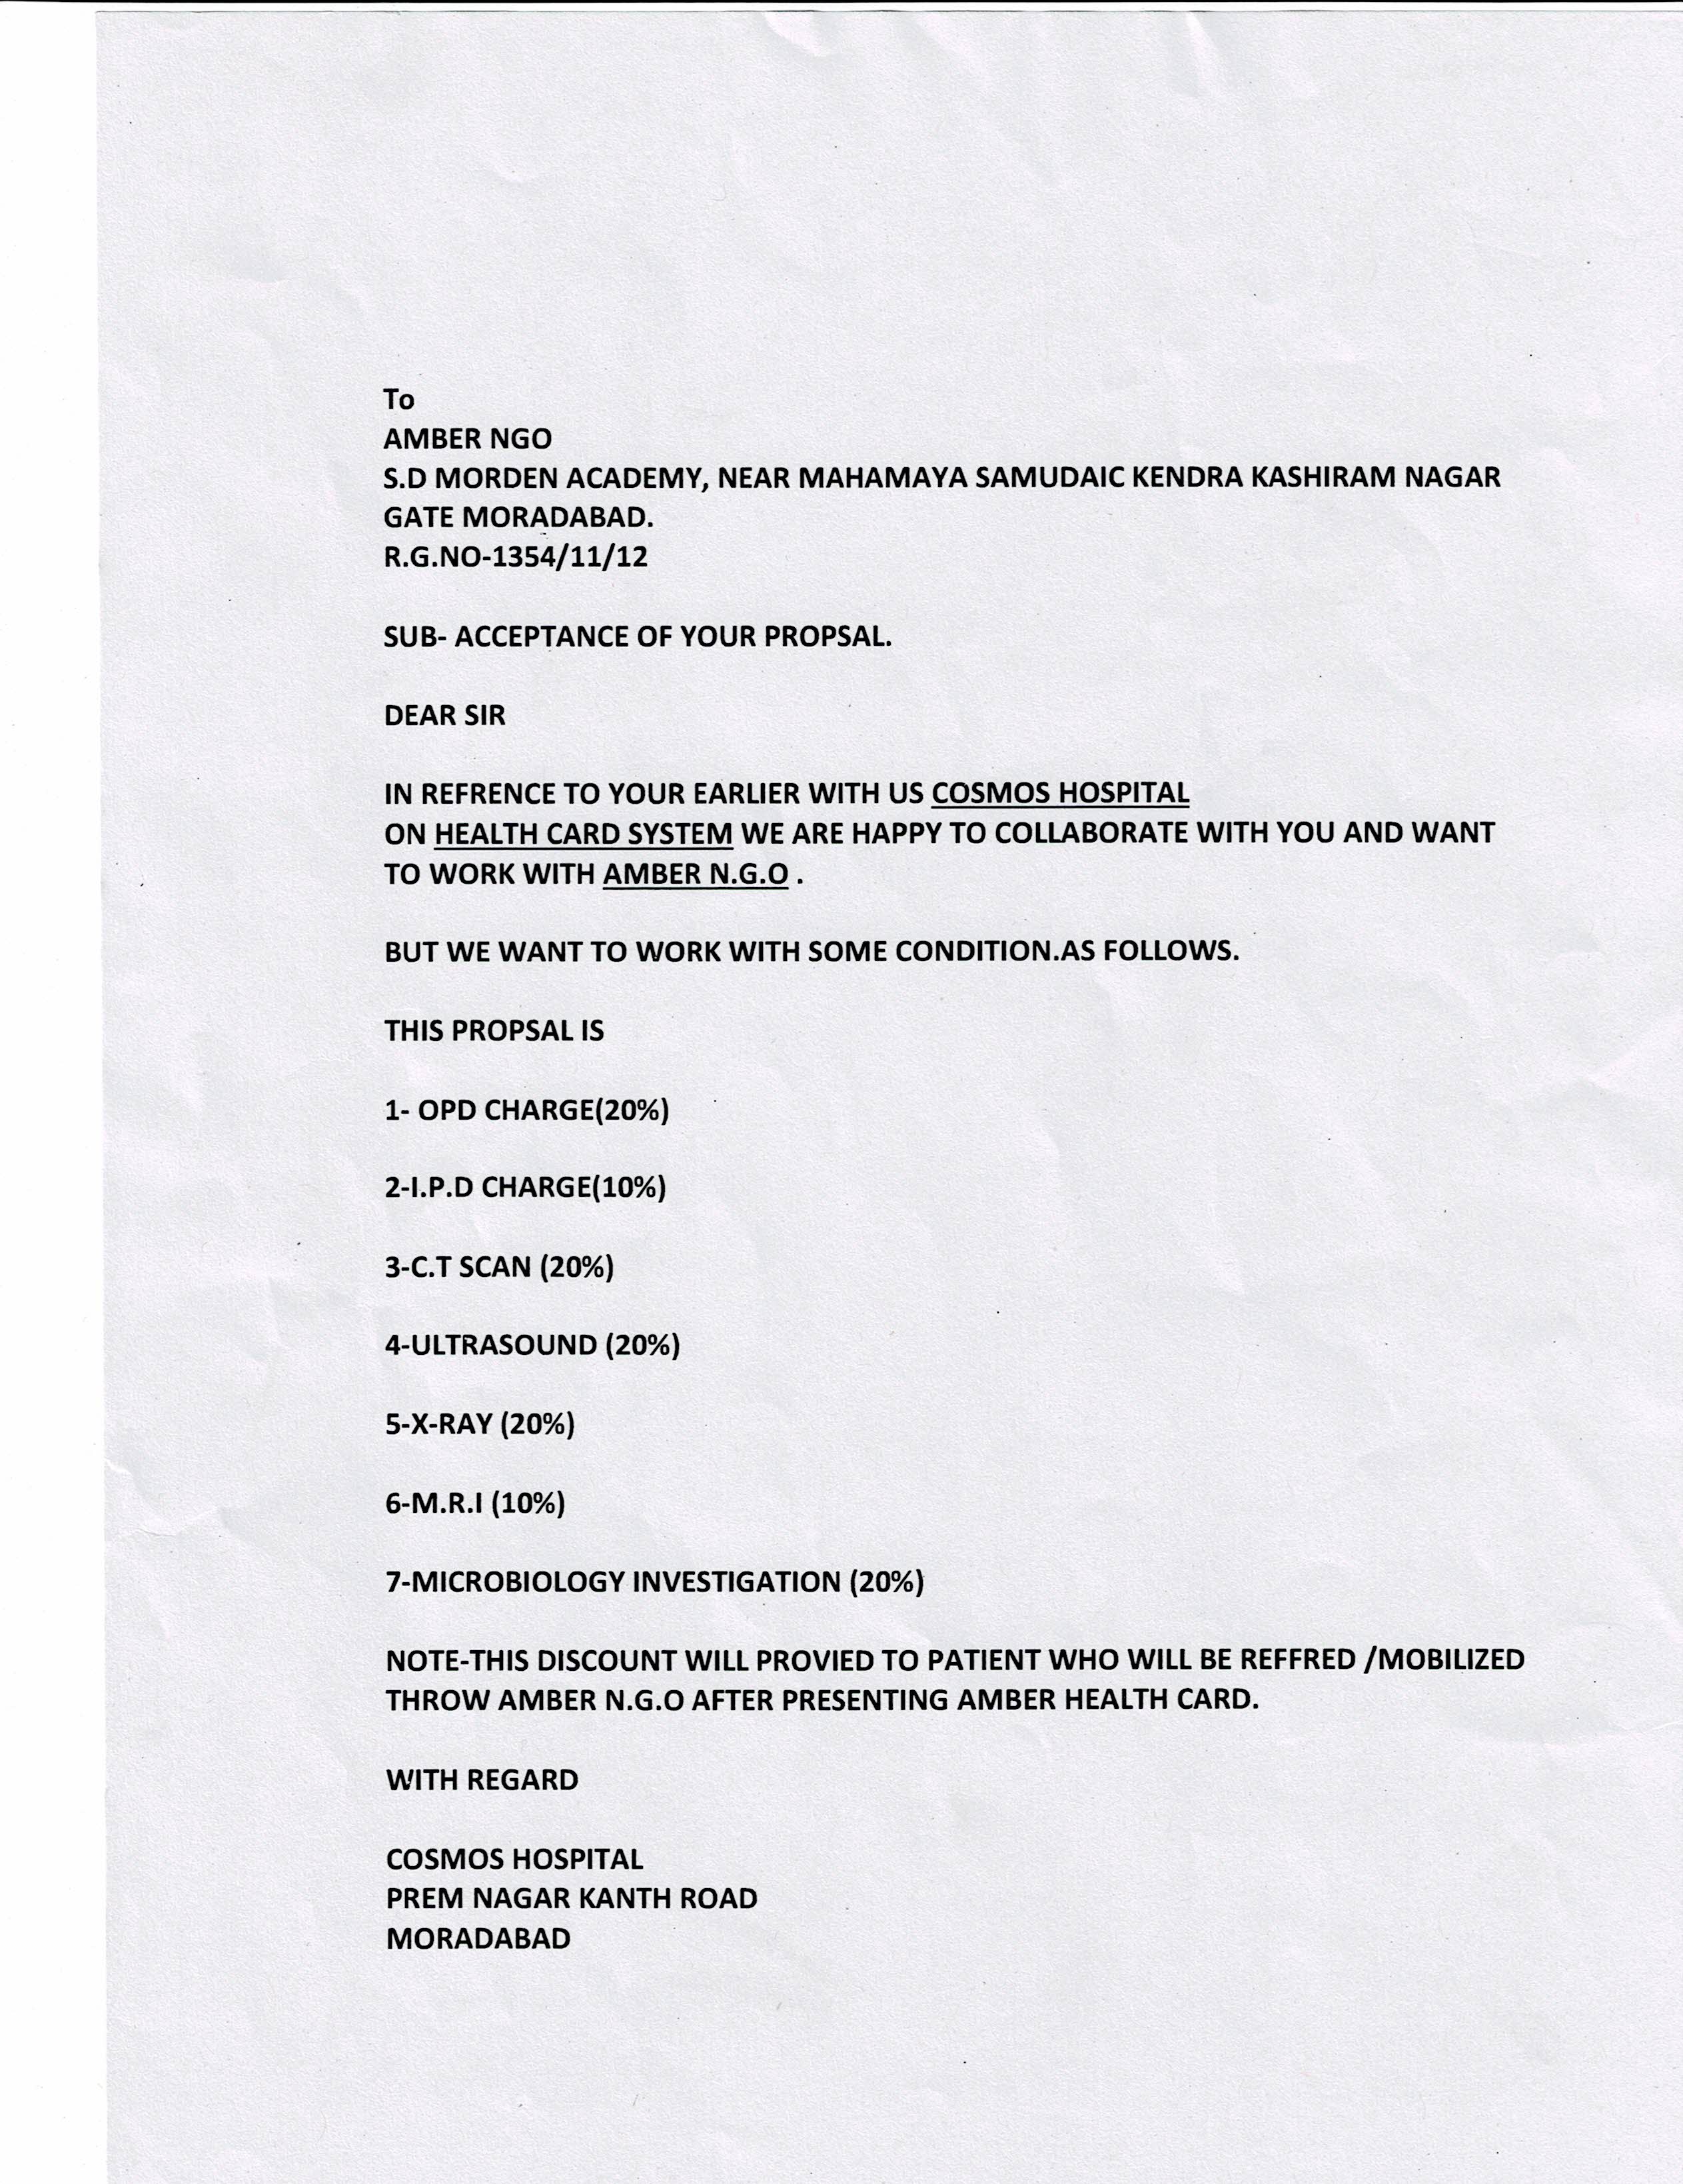 To
AMBER NGO
S.D MORDEN ACADEMY, NEAR MAHAMAYA SAMUDAIC KENDRA KASHIRAM NAGAR
GATE MORADABAD.
R.G.NO-1354/11/12
SUB- ACCEPTANCE OF YOUR PROPSAL.
DEAR SIR
IN REFRENCE TO YOUR EARLIER WITH US COSMOS HOSPITAL
ON HEALTH CARD SYSTEM WE ARE HAPPY TO COLLABORATE WITH YOU AND WANT
TO WORK WITH AMBER N.G.O .
BUT WE WANT TO WORK WITH SOME CONDITION.AS FOLLOWS.
THIS PROPSAL IS
1- OPD CHARGE(20%)
2-I.P.D CHARGE(10%)
3-C.T SCAN (20%)
4-ULTRASOUND (20%)
5-X-RAY (20%)
6-M.R.I (10%)
7-MICROBIOLOGY INVESTIGATION (20%)
NOTE-THIS DISCOUNT WILL PROVIED TO PATIENT WHO WILL BE REFFRED /MOBILIZED
THROW AMBER N.G.O AFTER PRESENTING AMBER HEALTH CARD.
WITH REGARD
COSMOS HOSPITAL
PREM NAGAR KANTH ROAD
MORADABAD